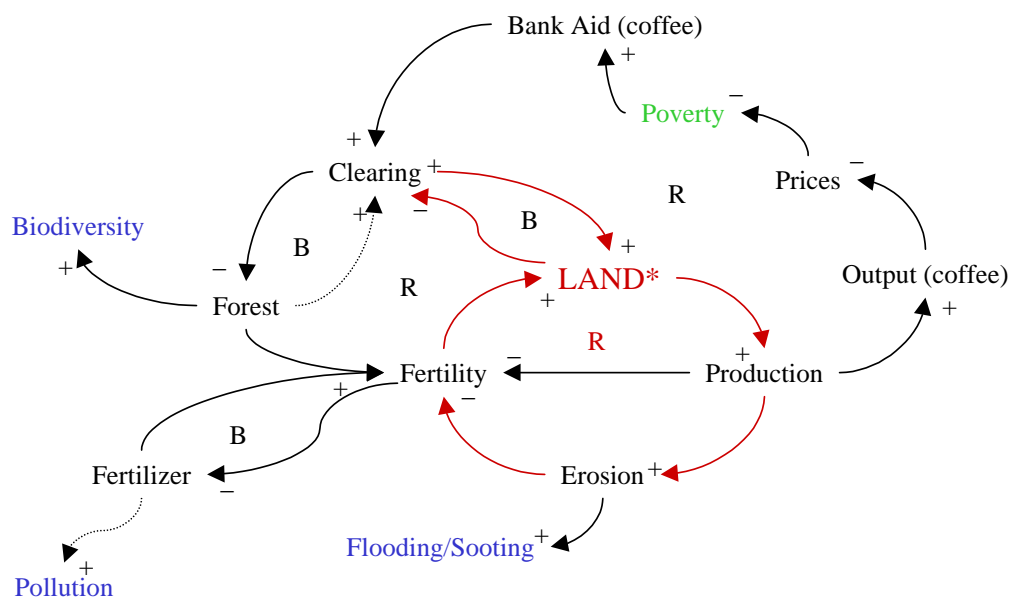 Bank Aid (coffee)
+
−
Poverty
+
+
Clearing
−
Prices
−
+
R
Biodiversity
B
B
+
+
−
LAND*
Output (coffee)
Forest
R
+
+
R
+
−
Fertility
Production
+
−
B
Fertilizer
−
Erosion
+
Flooding/Sooting
+
+
Pollution